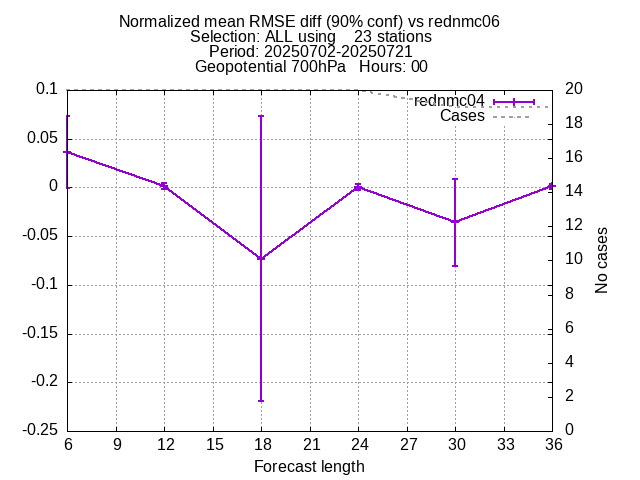 Normalized mean RMSE diff (90% conf) vs rednmc06
Selection: ALL using    23 stations
Period: 20250702-20250721
Geopotential 700hPa   Hours: 00
rednmc04
Cases
0.1
0.05
0
-0.05
-0.1
-0.15
-0.2
-0.25
20
18
16
14
12
10
8
6
4
2
0
No cases
6 9 12 15 18 21 24 27 30 33 36
Forecast length